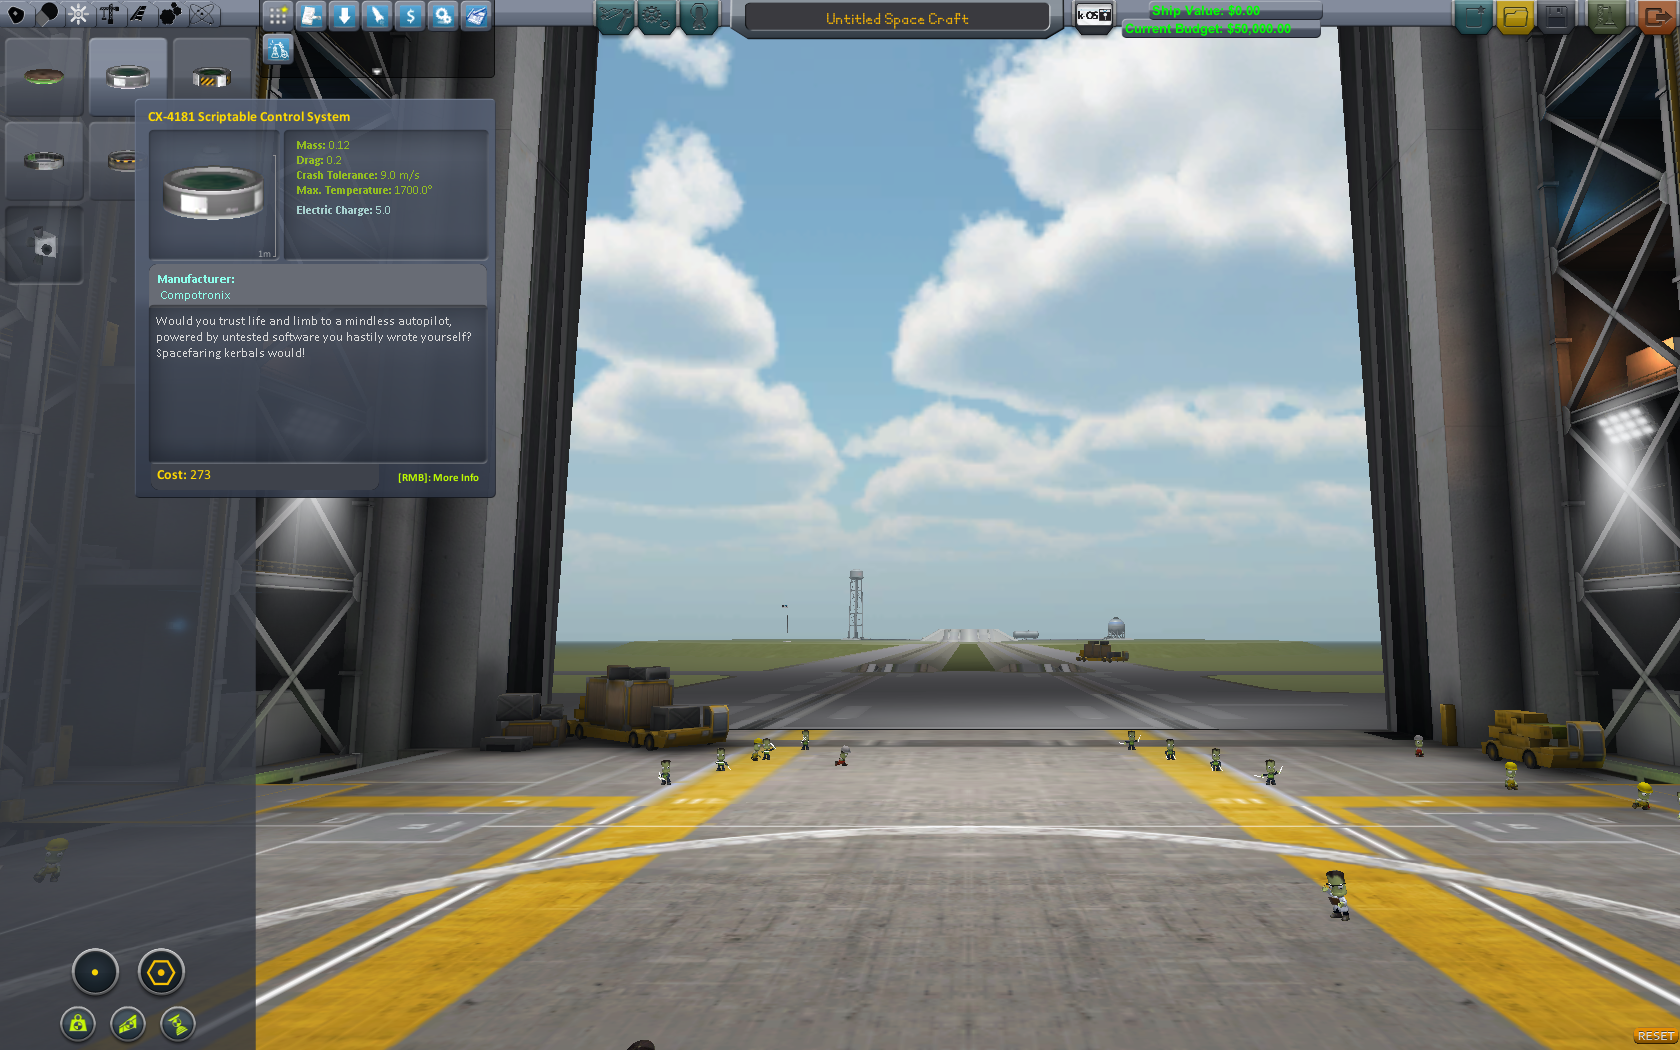 Untitled Space Craft
kOS
Ship Value: $0.00
Current Budget: $50,000.00
CX-4181 Scriptable Control System
Mass: 0.12
Drag: 0.2
Crash Tolerance: 9.0 m/s
Max. Temperature: 1700.0°
Electric Charge: 5.0
1m
Manufacturer:
Compotronix
Would you trust life and limb to a mindless autopilot,
powered by untested software you hastily wrote yourself?
Spacefaring kerbals would!
Cost: 273
[RMB]: More Info
RESET